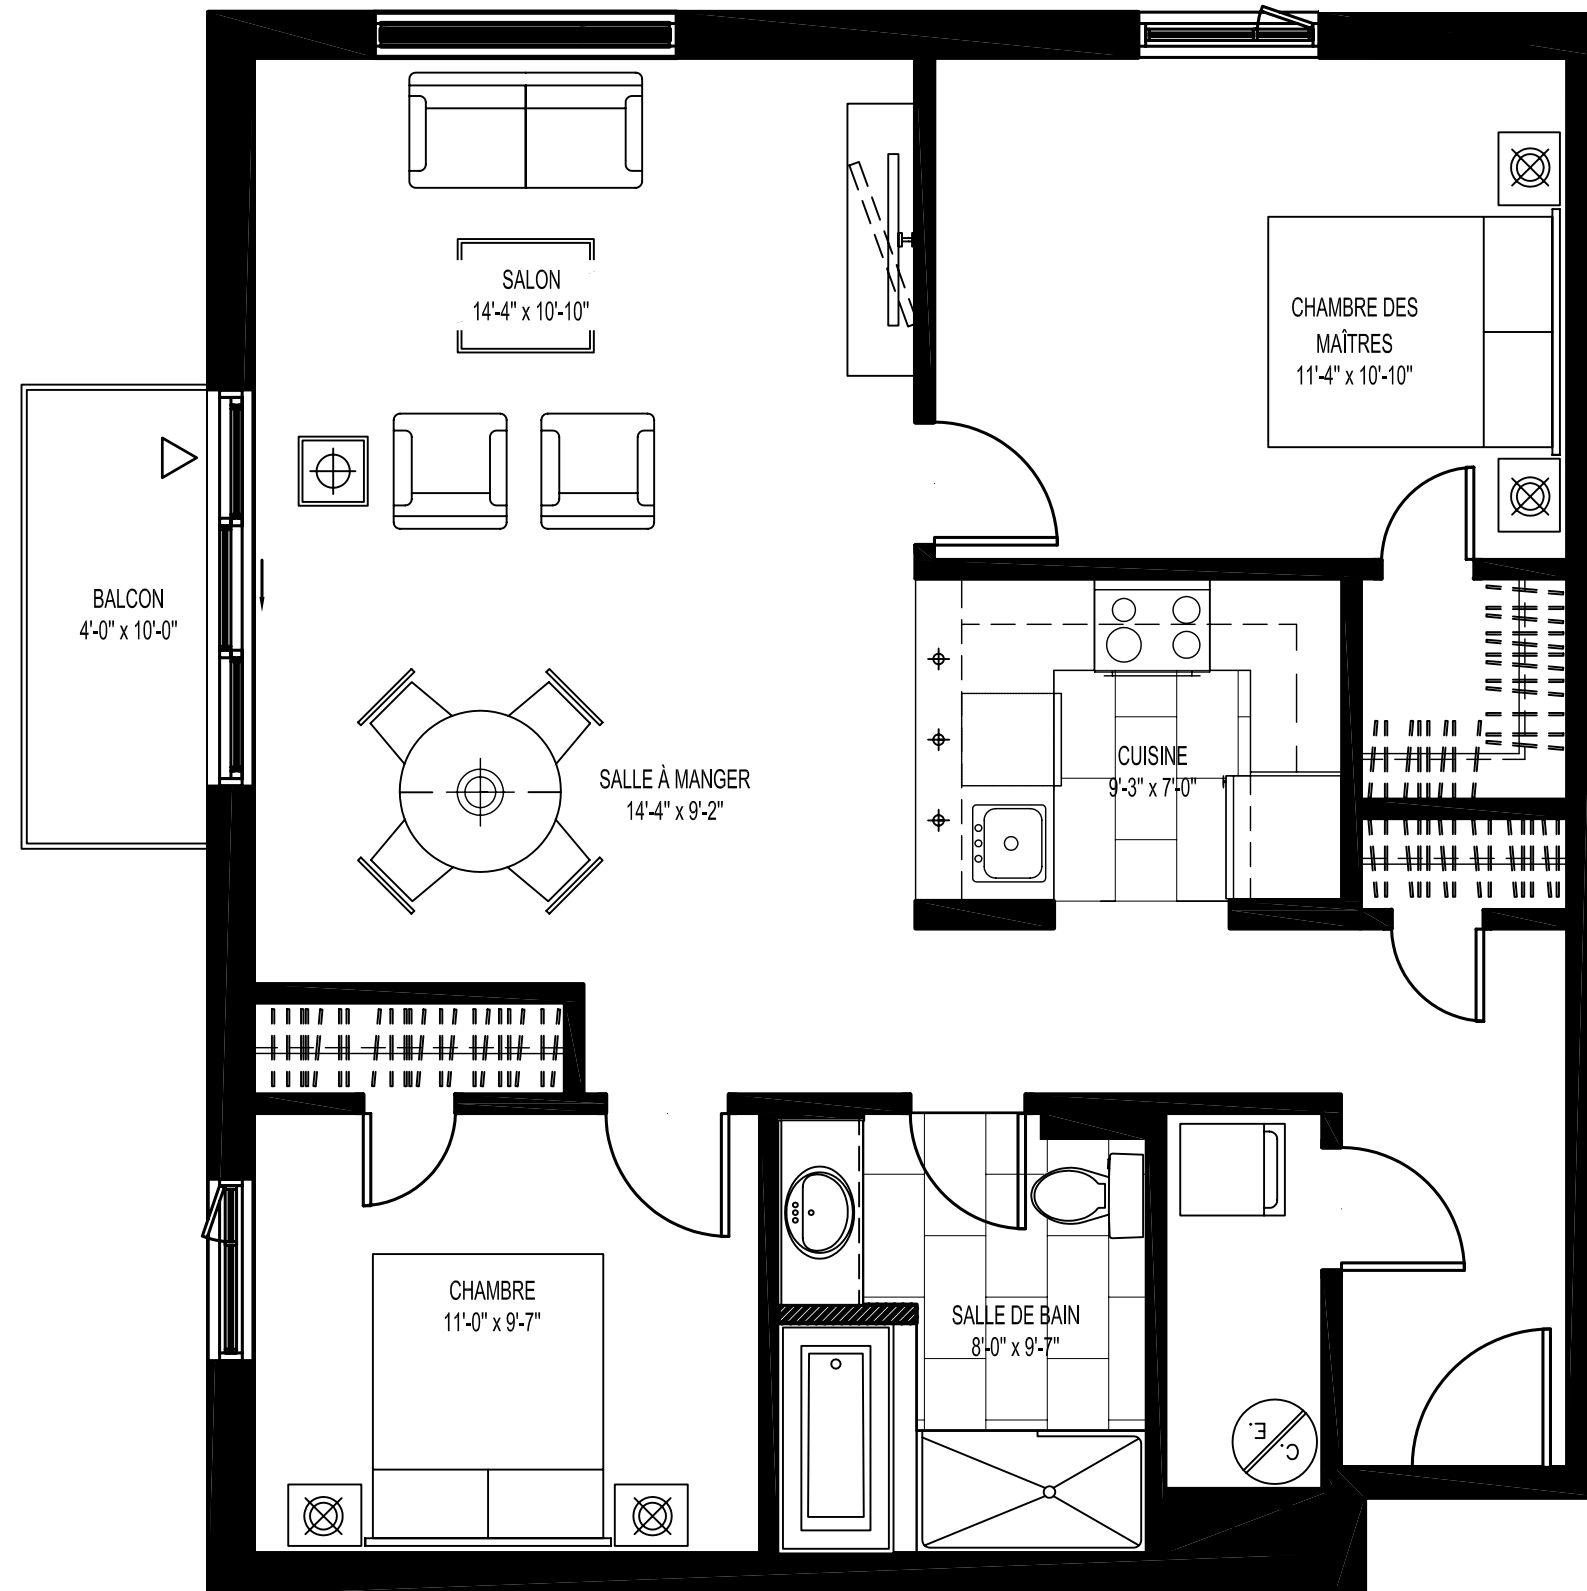 SALON
14'-4" x 10'-10"
CHAMBRE DES
MAÎTRES
11'-4" x 10'-10"
BALCON
4'-0" x 10'-0"
SALLE À MANGER
14'-4" x 9'-2"
CUISINE
9'-3" x 7'-0"
CHAMBRE
11'-0" x 9'-7"
SALLE DE BAIN
8'-0" x 9'-7"
C.
E.